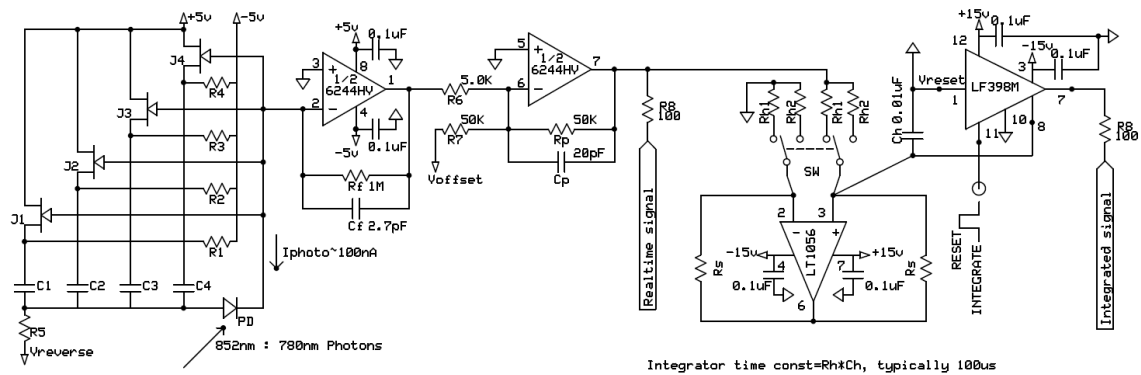 +5v
-5v
J4
R4
J3
R3
J2
R2
J1
R1
C1
C2
C3
C4
PD
R5
Vreverse
852nm : 780nm Photons
Iphoto~100nA
+5v
0.1uF
3
+
8
1/2
6244HV
1
2
-
4
0.1uF
-5v
Rf 1M
Cf 2.7pF
5.0K
R6
50K
R7
Voffset
5
+
1/2
6244HV
7
6
-
50K
Rp
20pF
Cp
R8
100
Realtime signal
Rh1
Rh2
Rh1
Rh2
SW
2
3
-
+
LT1056
-15v
4
7
+15v
0.1uF
0.1uF
6
Rs
Rs
Ch 0.01uF
+15v
0.1uF
12
-15v
0.1uF
3
Vreset
LF398M
1
7
10
11
8
RESET
INTEGRATE
R8
100
Integrated signal
Integrator time const=Rh*Ch, typically 100us